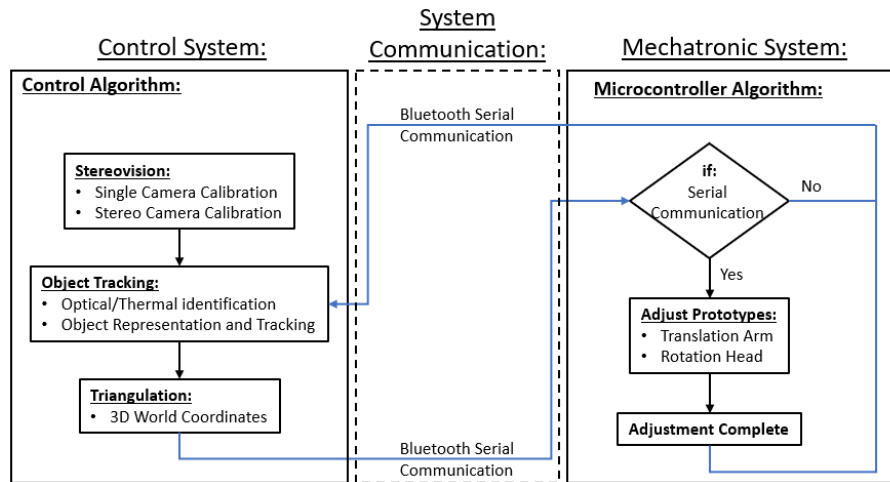 Control System:
System
Communication:
Mechatronic System:
Control Algorithm:
Stereovision:
• Single Camera Calibration
• Stereo Camera Calibration
Object Tracking:
• Optical/Thermal identification
• Object Representation and Tracking
Triangulation:
• 3D World Coordinates
Bluetooth Serial
Communication
Bluetooth Serial
Communication
Microcontroller Algorithm:
if:
Serial
Communication
No
Yes
Adjust Prototypes:
• Translation Arm
• Rotation Head
Adjustment Complete